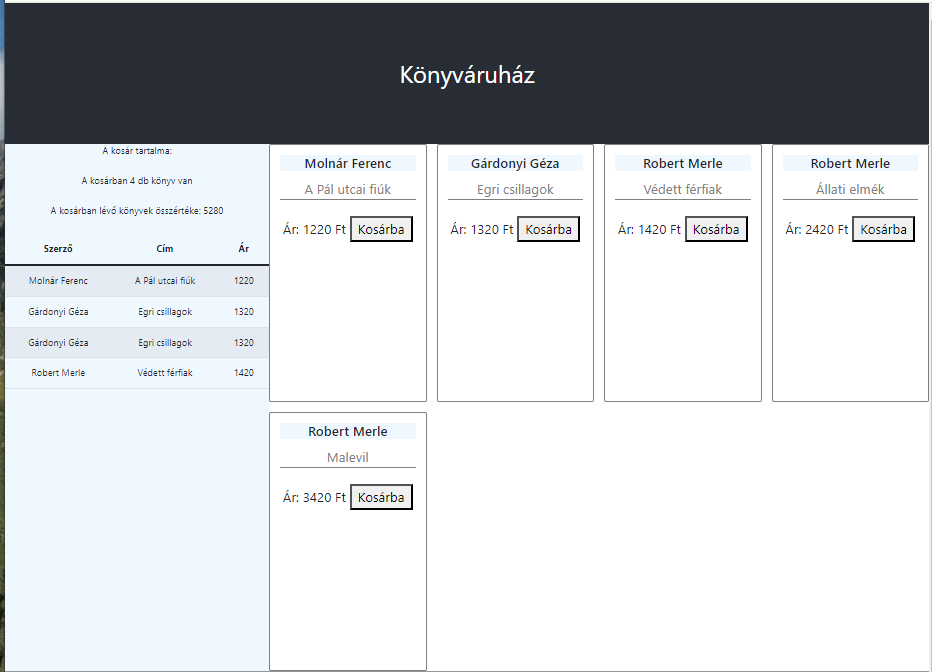 Könyváruház
A kosár tartalma:
A kosárban 4 db könyv van
A kosárban lévő könyvek összértéke: 5280
Szerző Cím Ár
Molnár Ferenc A Pál utcai fiúk 1220
Gárdonyi Géza Egri csillagok 1320
Gárdonyi Géza Egri csillagok 1320
Robert Merle Védett férfiak 1420
Molnár Ferenc
A Pál utcai fiúk
Ár: 1220 Ft Kosárba
Gárdonyi Géza
Egri csillagok
Ár: 1320 Ft Kosárba
Robert Merle
Védett férfiak
Ár: 1420 Ft Kosárba
Robert Merle
Állati elmék
Ár: 2420 Ft Kosárba
Robert Merle
Malevil
Ár: 3420 Ft Kosárba